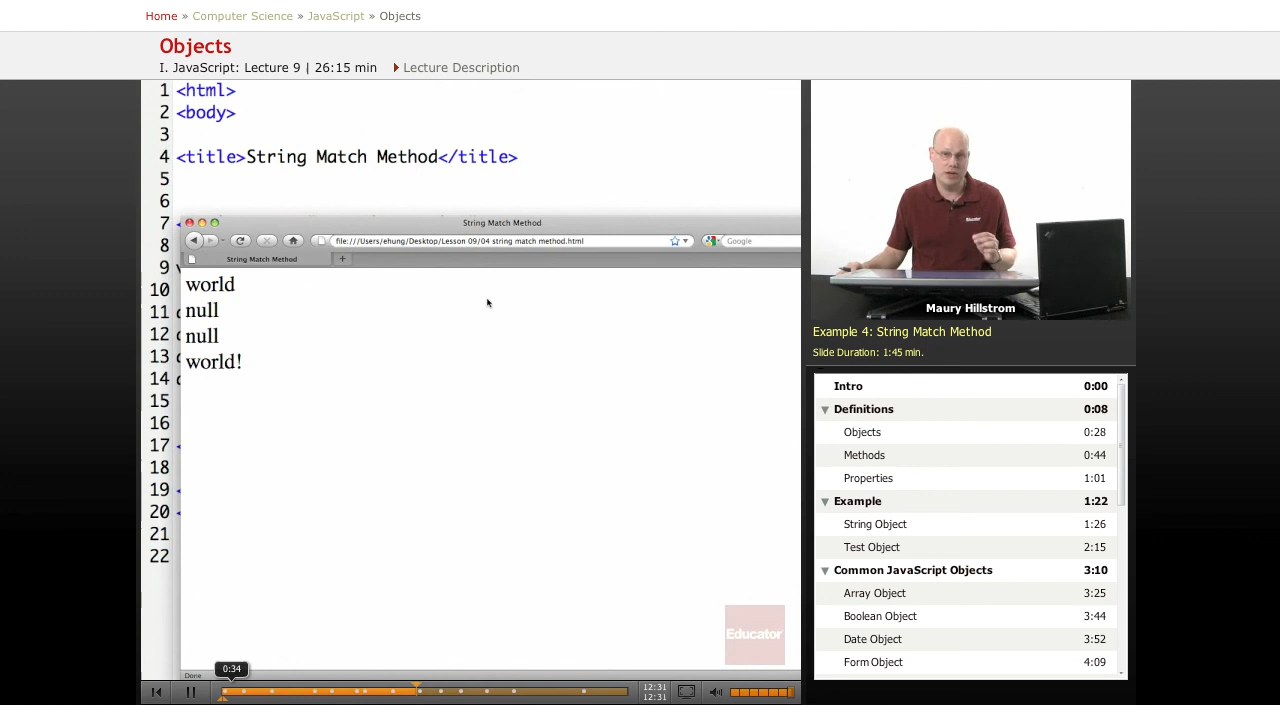 Home » Computer Science » JavaScript » Objects
Objects
I. JavaScript: Lecture 9 | 26:15 min Lecture Description
1 <html>
2 <body>
3
4 <title>String Match Method</title>
5
6
7
8
9
10
11
12
13
14
15
16
17
18
19
20
21
22
String Match Method
file:///Users/ehung/Desktop/Lesson 09/04 string match method.html
Google
String Match Method
world
null
null
world!
Educator
Done
0:34
12:31
12:31
Maury Hillstrom
Example 4: String Match Method
Slide Duration: 1:45 min.
Intro 0:00
Definitions 0:08
Objects 0:28
Methods 0:44
Properties 1:01
Example 1:22
String Object 1:26
Test Object 2:15
Common JavaScript Objects 3:10
Array Object 3:25
Boolean Object 3:44
Date Object 3:52
Form Object 4:09